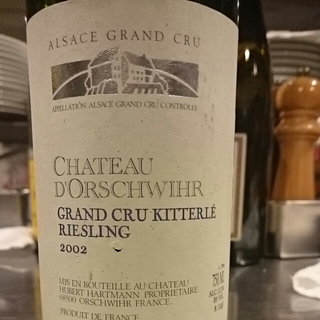 ALSACE GRAND CRU
APPELLATION ALSACE GRAND CRU CONTRÔLÉE
CHATEAU
D'ORSCHWIHR
GRAND CRU KITTERLÉ
RIESLING
2002
MIS EN BOUTEILLE AU CHATEAU
HUBERT HARTMANN PROPRIETAIRE
68500 ORSCHWIHR FRANCE
PRODUIT DE FRANCE
750 ML